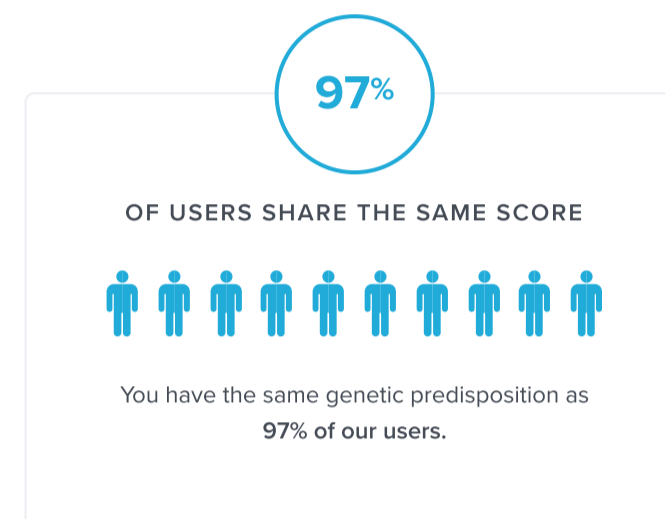 97%
OF USERS SHARE THE SAME SCORE
You have the same genetic predisposition as
97% of our users.